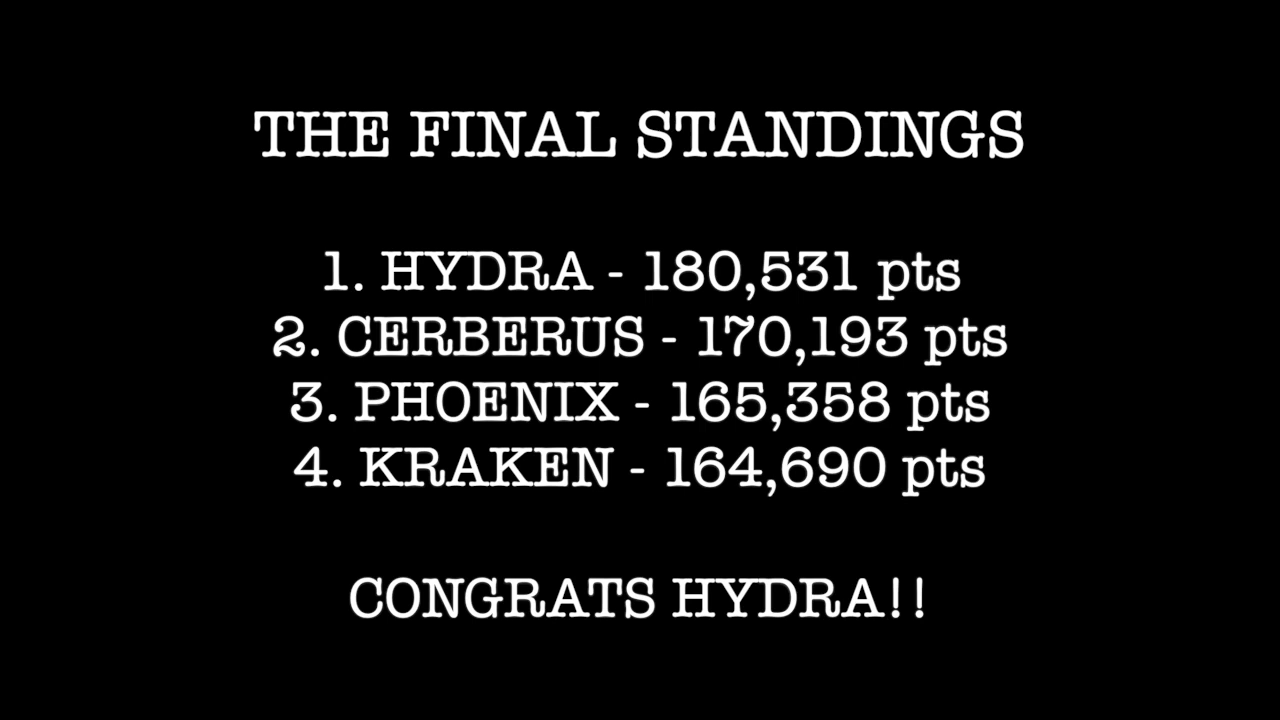 THE FINAL STANDINGS
1. HYDRA - 180,531 pts
2. CERBERUS - 170,193 pts
3. PHOENIX - 165,358 pts
4. KRAKEN - 164,690 pts
CONGRATS HYDRA!!